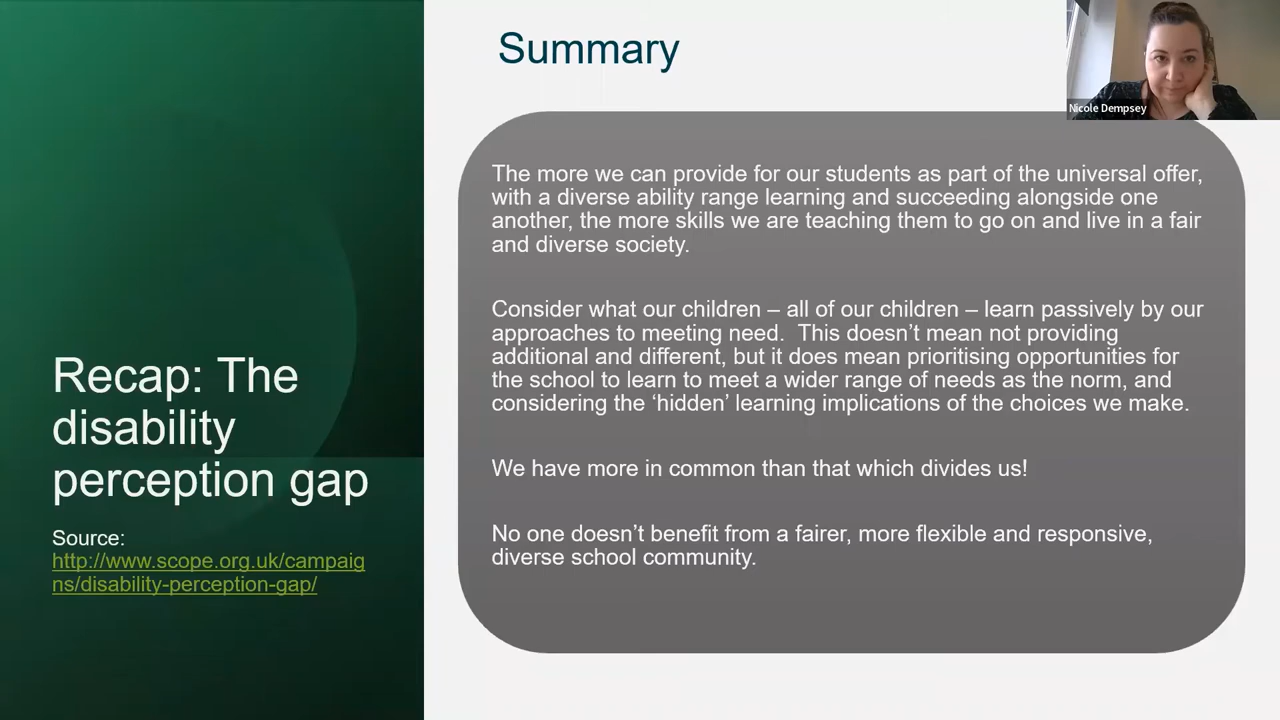 Summary
Nicole Dempsey
The more we can provide for our students as part of the universal offer,
with a diverse ability range learning and succeeding alongside one
another, the more skills we are teaching them to go on and live in a fair
and diverse society.
Consider what our children – all of our children – learn passively by our
approaches to meeting need.  This doesn’t mean not providing
additional and different, but it does mean prioritising opportunities for
the school to learn to meet a wider range of needs as the norm, and
considering the ‘hidden’ learning implications of the choices we make.
We have more in common than that which divides us!
No one doesn’t benefit from a fairer, more flexible and responsive,
diverse school community.
Recap: The
disability
perception gap
Source:
http://www.scope.org.uk/campaig
ns/disability-perception-gap/